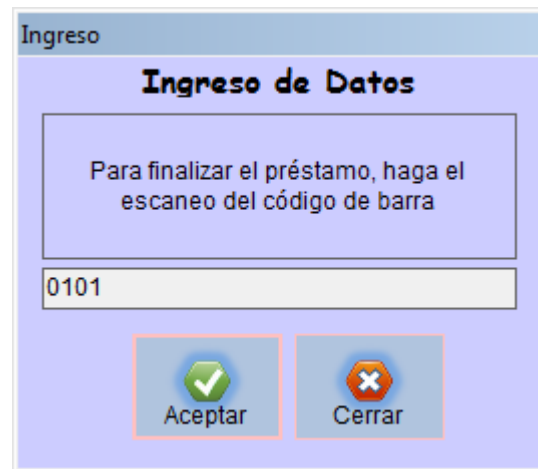 Ingreso
Ingreso de Datos
Para finalizar el préstamo, haga el
escaneo del código de barra
0101
Aceptar
Cerrar